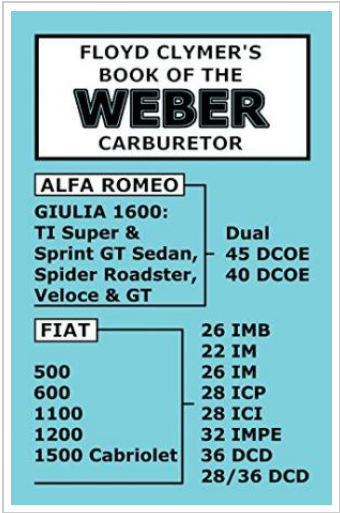 FLOYD CLYMER'S
BOOK OF THE
WEBER
CARBURETOR
ALFA ROMEO
GIULIA 1600:
TI Super &
Sprint GT Sedan,
Spider Roadster,
Veloce & GT
Dual
45 DCOE
40 DCOE
FIAT
500
600
1100
1200
1500 Cabriolet
26 IMB
22 IM
26 IM
28 ICP
28 ICI
32 IMPE
36 DCD
28/36 DCD